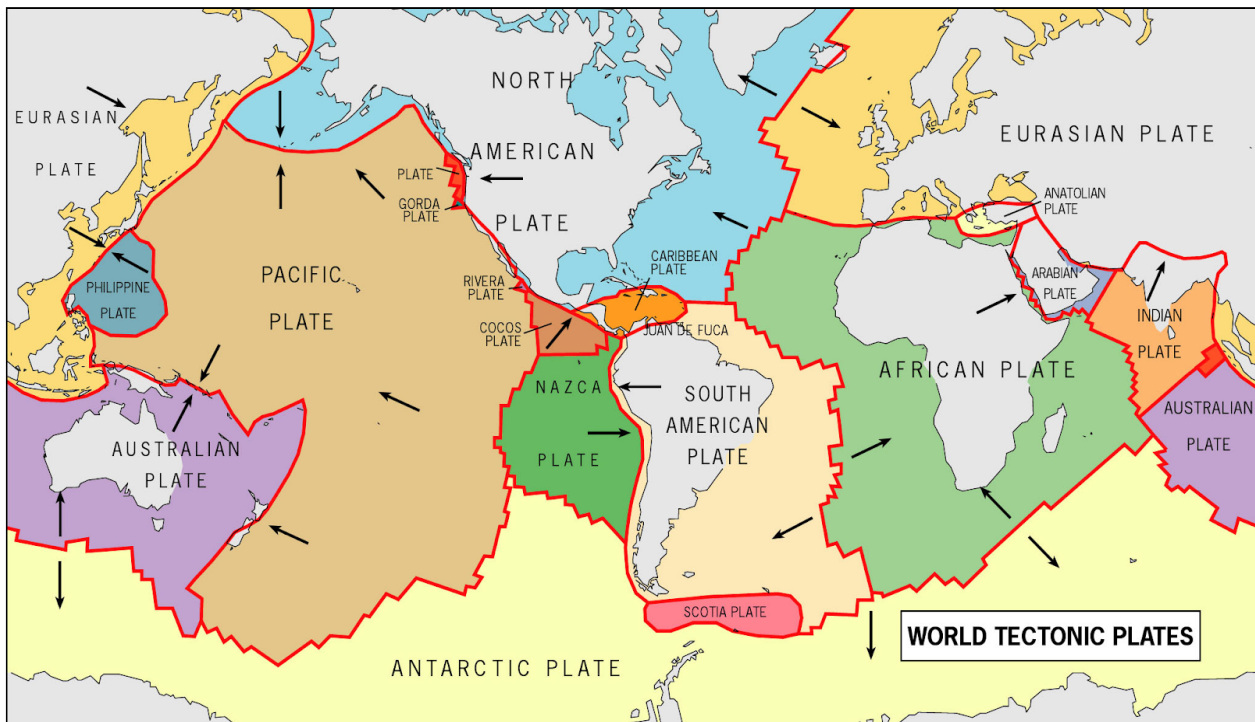 EURASIAN
PLATE
NORTH
AMERICAN
PLATE
PLATE
GORDA
PLATE
EURASIAN PLATE
ANATOLIAN
PLATE
PHILIPPINE
PLATE
PACIFIC
PLATE
RIVERA
PLATE
CARIBBEAN
PLATE
COCOS
PLATE
JUAN DE FUCA
ARABIAN
PLATE
INDIAN
PLATE
NAZCA
PLATE
SOUTH
AMERICAN
PLATE
AFRICAN PLATE
AUSTRALIAN
PLATE
AUSTRALIAN
PLATE
SCOTIA PLATE
ANTARCTIC PLATE
WORLD TECTONIC PLATES